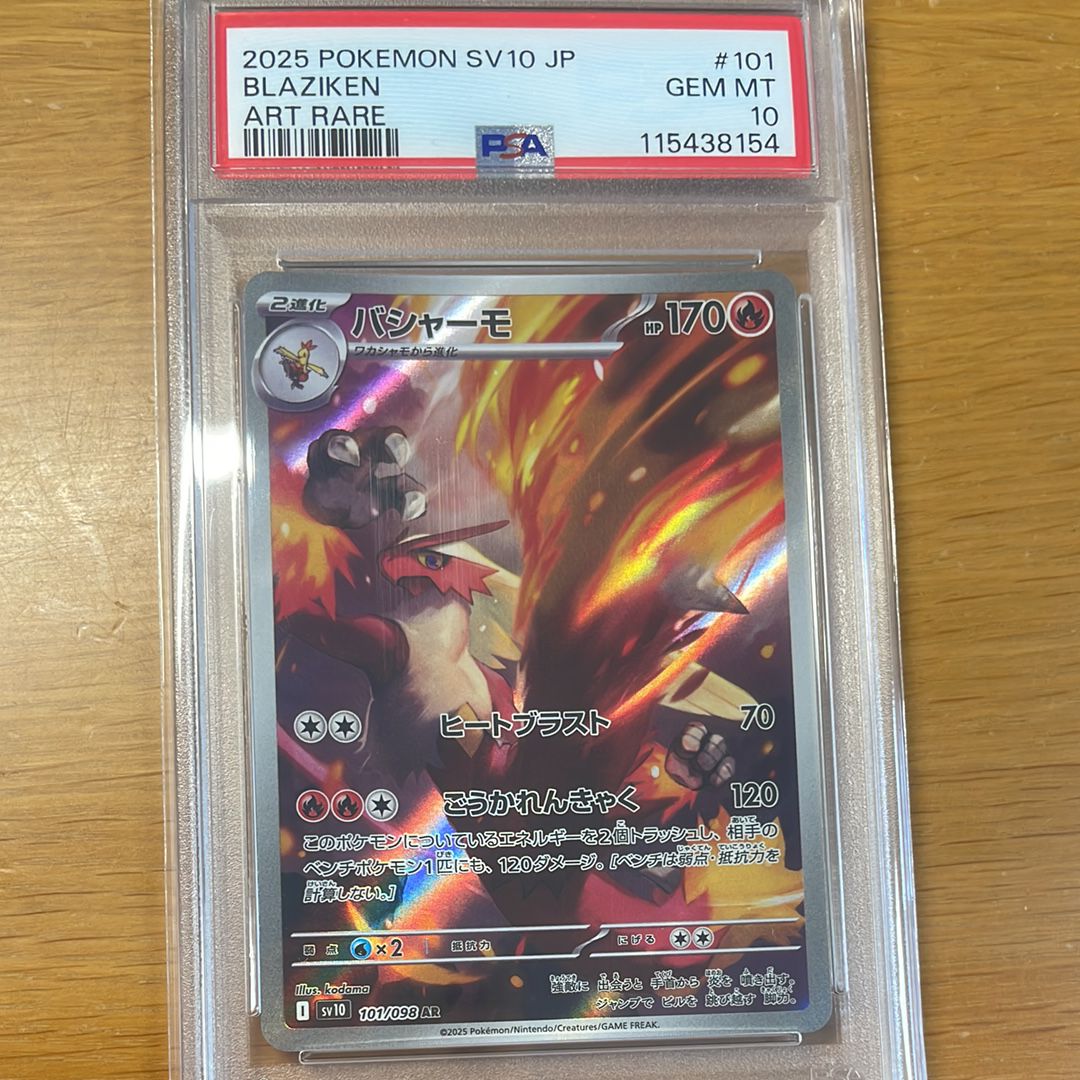 2025 POKEMON SV10 JP #101
BLAZIKEN GEM MT
ART RARE 10
PSA 115438154
2進化 バシャーモ HP 170
ワカシャモから進化
ヒートブラスト 70
ごうかれんきゃく 120
このポケモンについているエネルギーを2個トラッシュし、相手の
ベンチポケモン1匹にも、120ダメージ。[ベンチは弱点・抵抗力を
計算しない。]
弱点 ×2 抵抗力 にげる
Illus. kodama
強敵に 出会うと 手首から 炎を 噴き出す。
ジャンプで ビルを 跳び越す 脚力。
I sv10 101/098 AR
©2025 Pokémon/Nintendo/Creatures/GAME FREAK.